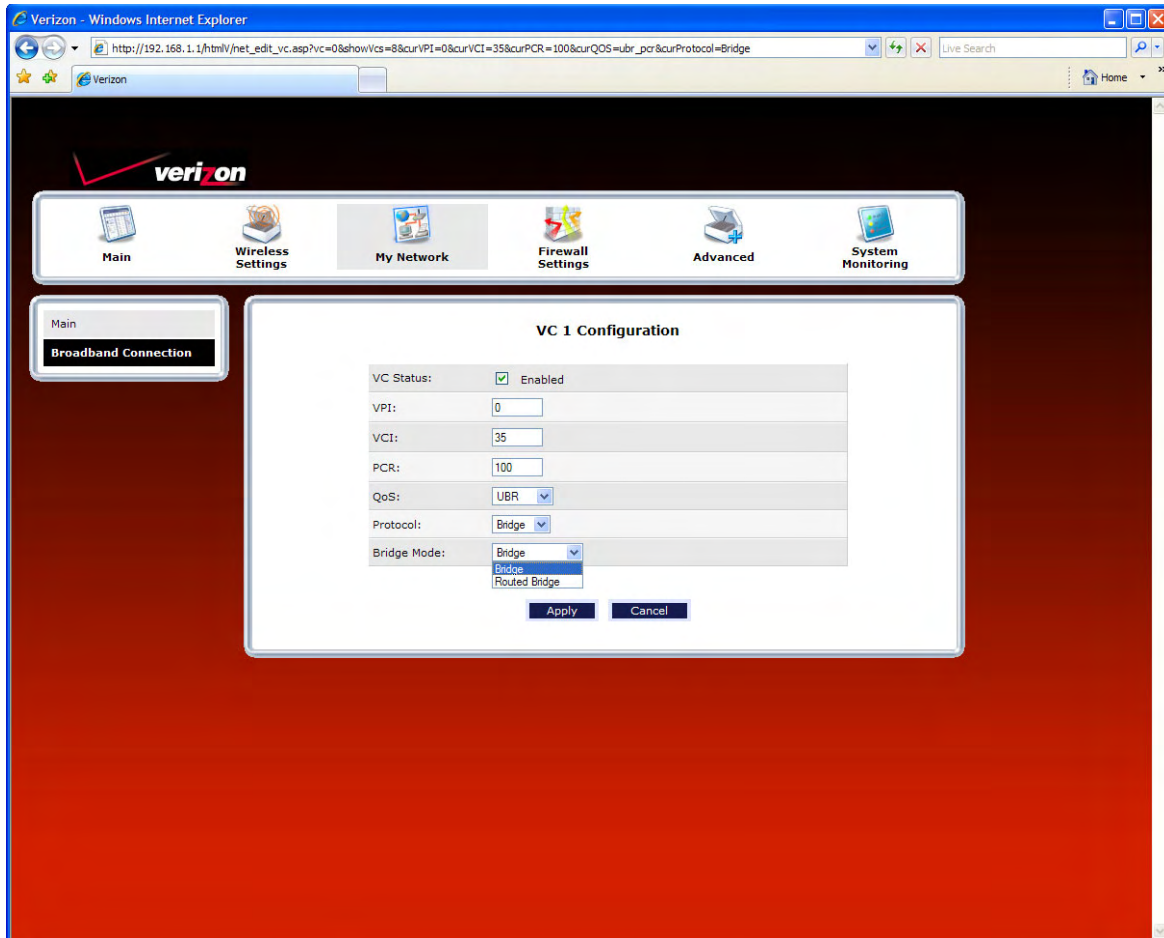 Verizon - Windows Internet Explorer
http://192.168.1.1/htmlV/net_edit_vc.asp?vc=0&showVcs=8&curVPI=0&curVCI=35&curPCR=100&curQOS=ubr_pcr&curProtocol=Bridge
Live Search
Verizon
Home
verizon
Main
Wireless Settings
My Network
Firewall Settings
Advanced
System Monitoring
Main
Broadband Connection
VC 1 Configuration
VC Status: Enabled
VPI: 0
VCI: 35
PCR: 100
QoS: UBR
Protocol: Bridge
Bridge Mode: Bridge
Bridge
Routed Bridge
Apply Cancel